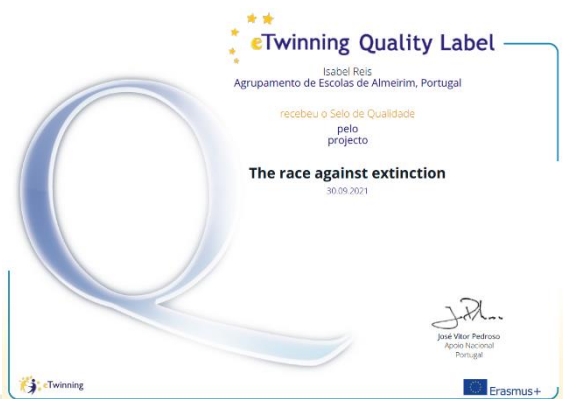 eTwinning Quality Label
Isabel Reis
Agrupamento de Escolas de Almeirim, Portugal
recebeu o Selo de Qualidade
pelo
projecto
The race against extinction
30.09.2021
José Vitor Pedroso
Apoio Nacional
Portugal
eTwinning
Erasmus+